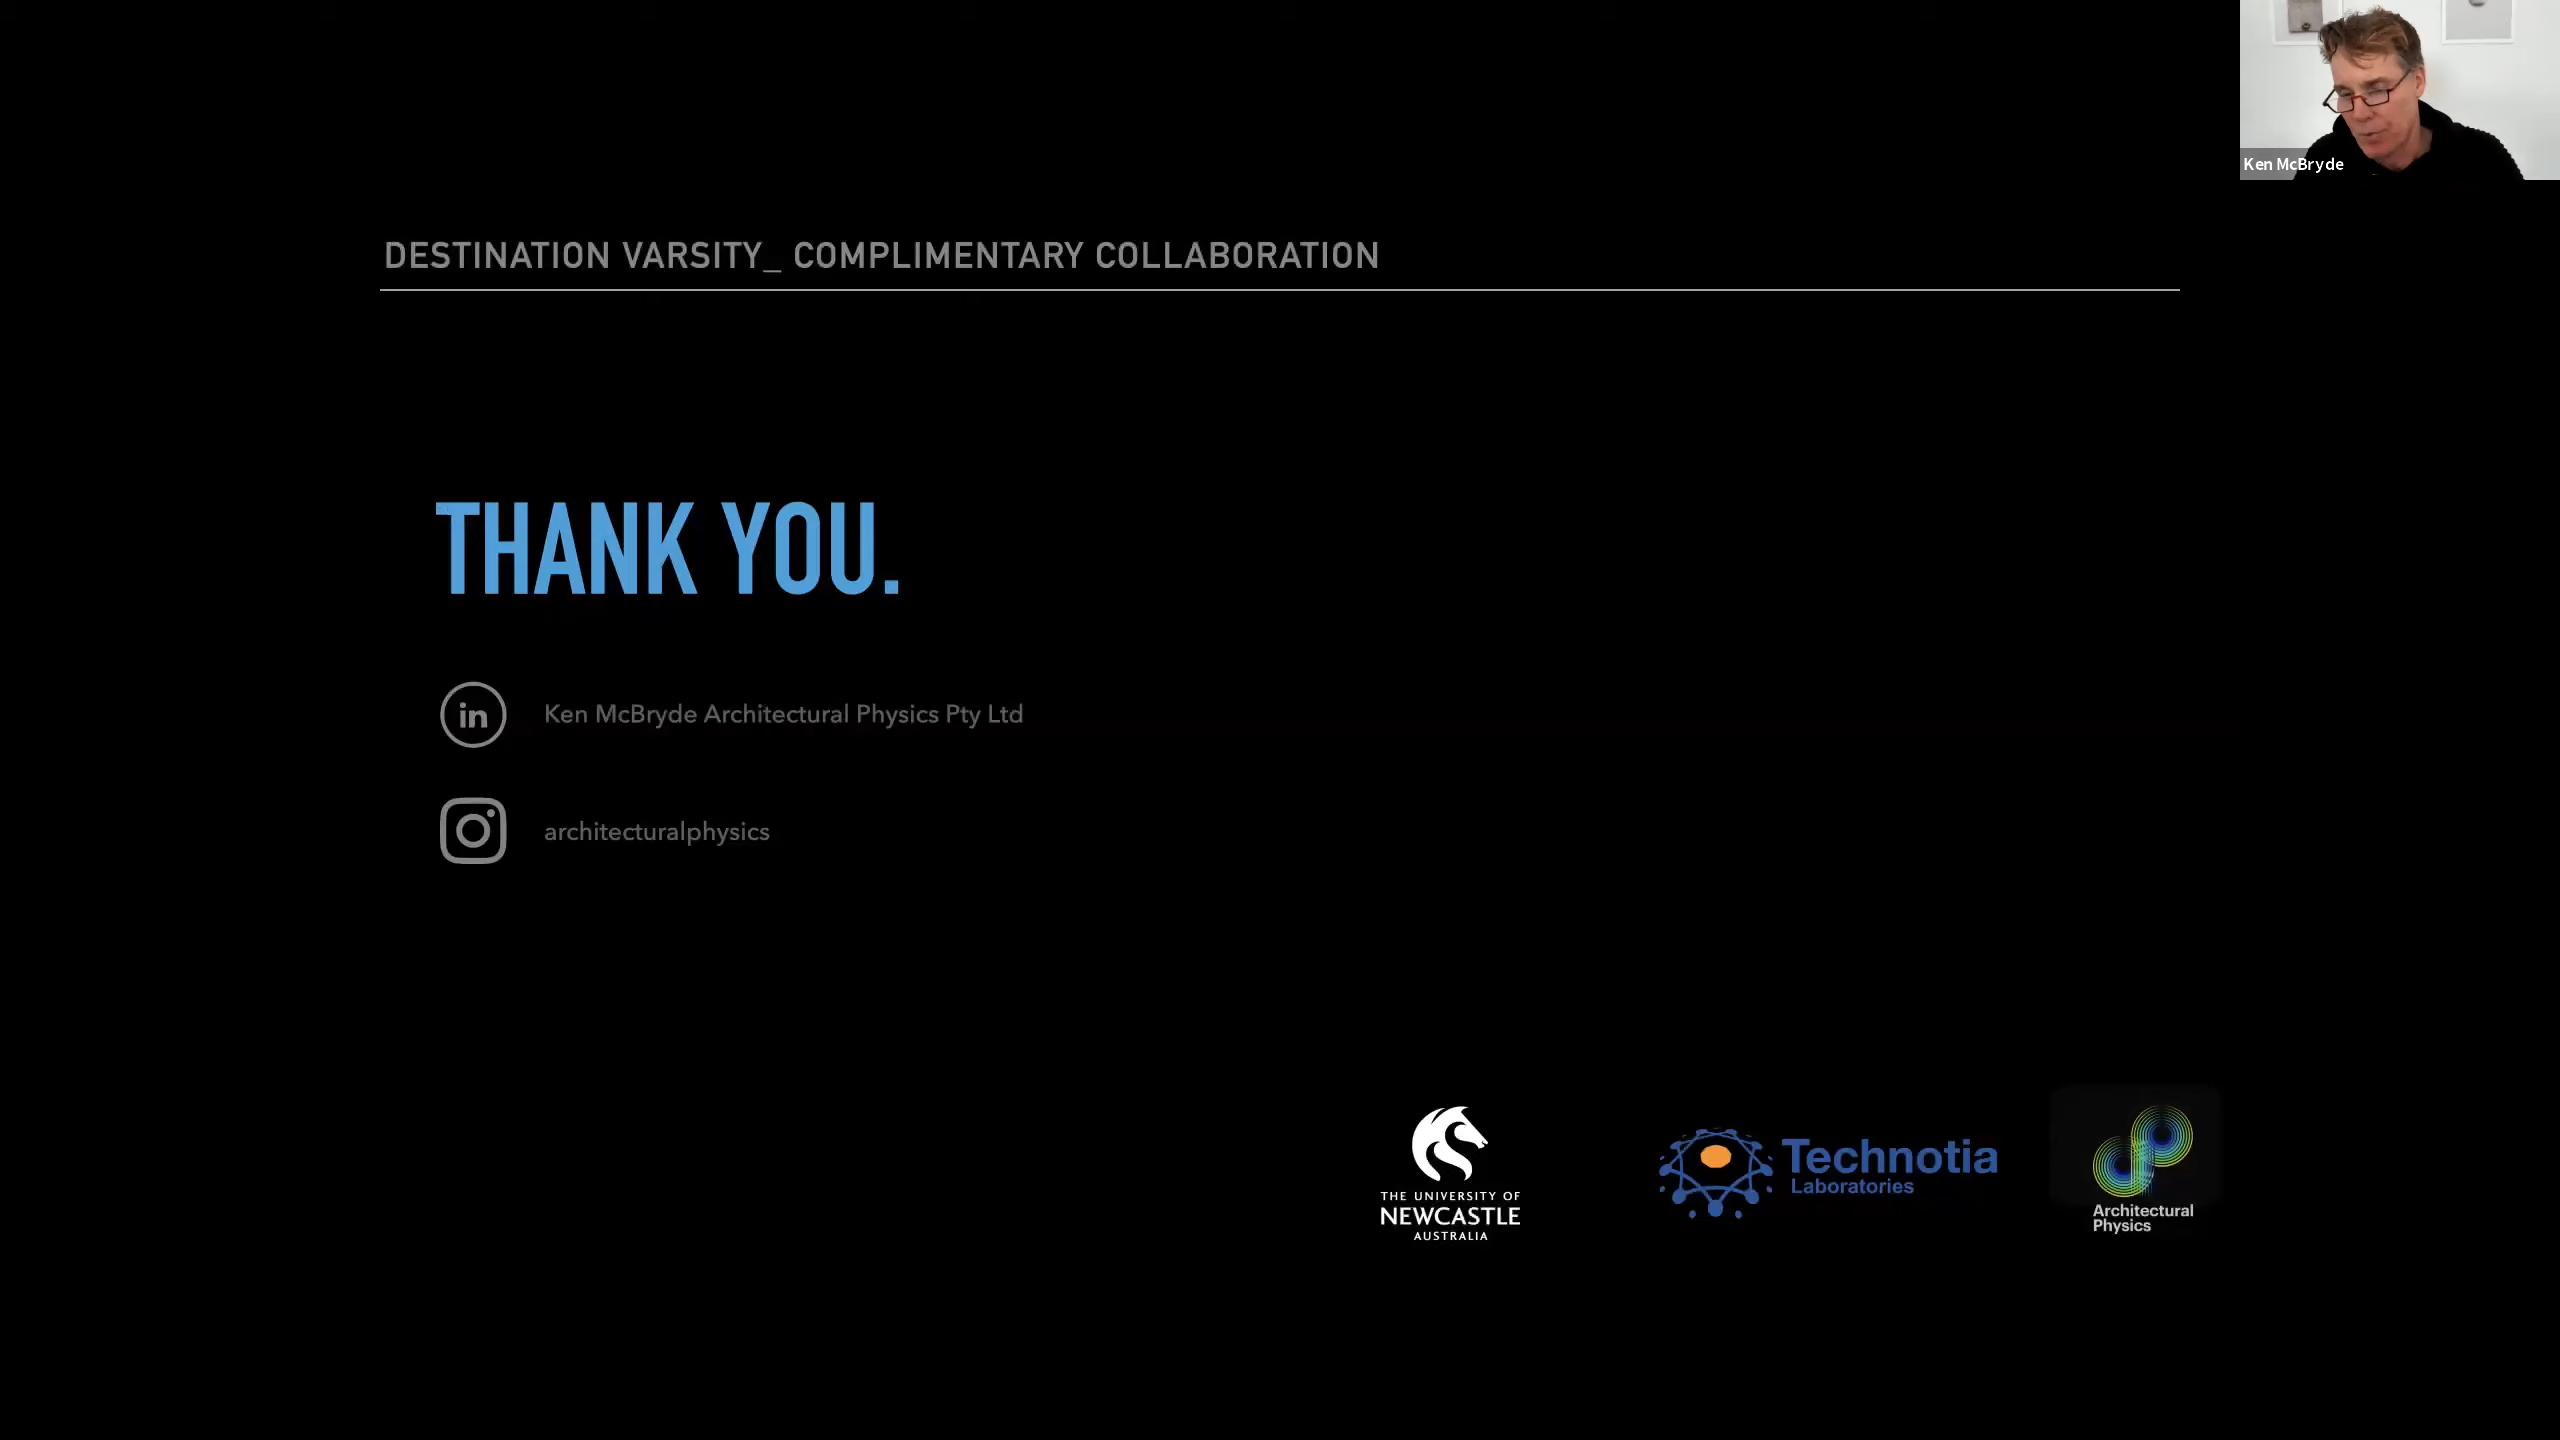 Ken McBryde
DESTINATION VARSITY_ COMPLIMENTARY COLLABORATION
THANK YOU.
in
Ken McBryde Architectural Physics Pty Ltd
architecturalphysics
THE UNIVERSITY OF
NEWCASTLE
AUSTRALIA
Technotia
Laboratories
Architectural
Physics